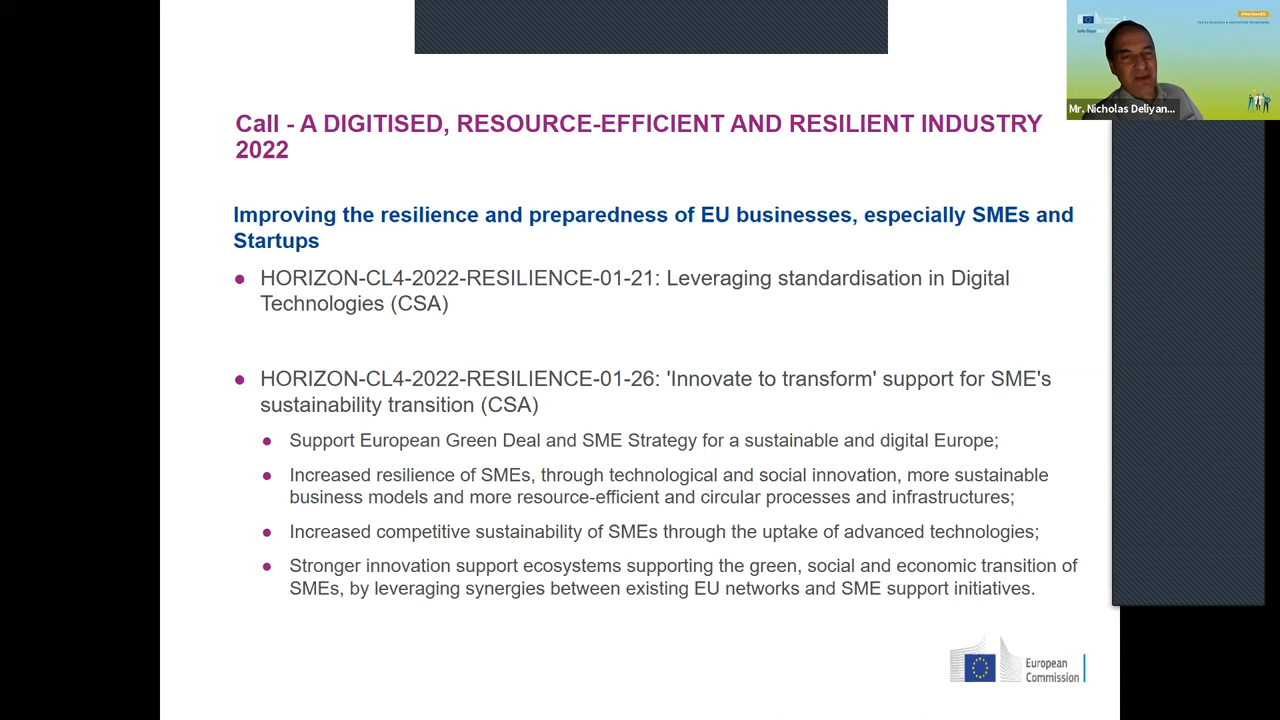 Call - A DIGITISED, RESOURCE-EFFICIENT AND RESILIENT INDUSTRY
2022
Improving the resilience and preparedness of EU businesses, especially SMEs and
Startups
HORIZON-CL4-2022-RESILIENCE-01-21: Leveraging standardisation in Digital
Technologies (CSA)
HORIZON-CL4-2022-RESILIENCE-01-26: 'Innovate to transform' support for SME's
sustainability transition (CSA)
Support European Green Deal and SME Strategy for a sustainable and digital Europe;
Increased resilience of SMEs, through technological and social innovation, more sustainable
business models and more resource-efficient and circular processes and infrastructures;
Increased competitive sustainability of SMEs through the uptake of advanced technologies;
Stronger innovation support ecosystems supporting the green, social and economic transition of
SMEs, by leveraging synergies between existing EU networks and SME support initiatives.
European
Commission
Mr. Nicholas Deliyan...